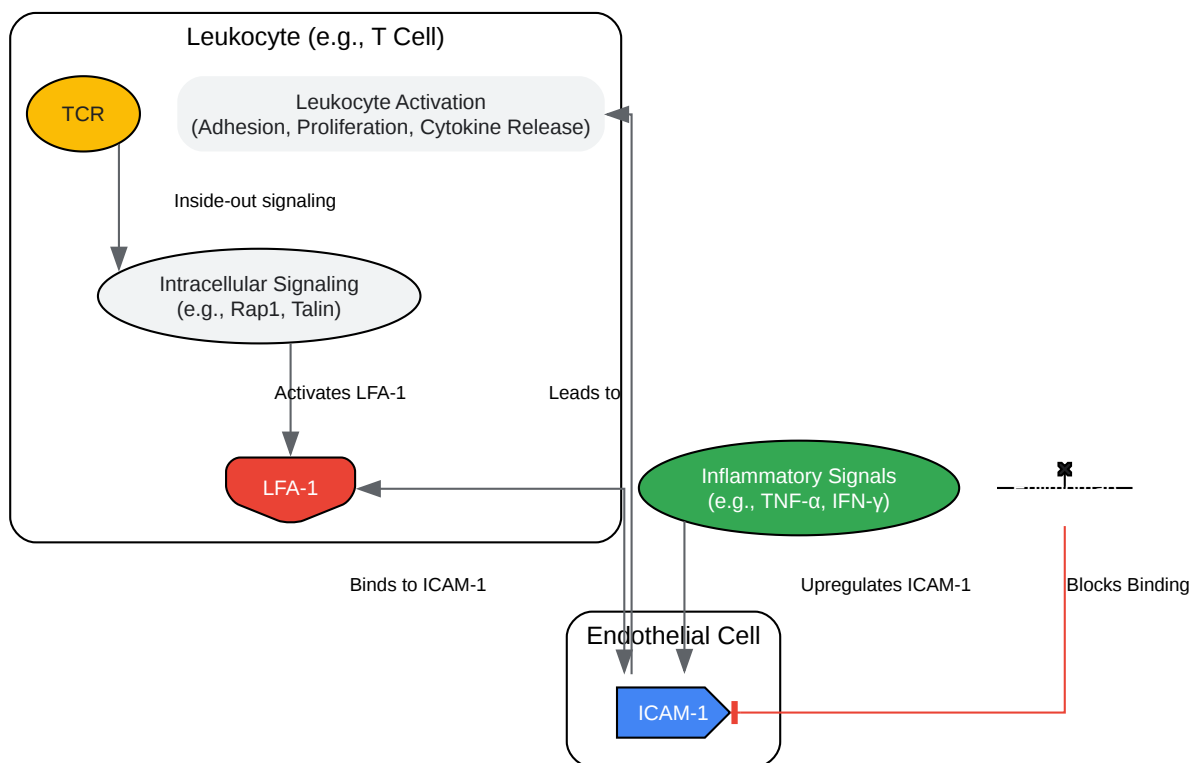 Leukocyte (e.g., T Cell)
TCR
Leukocyte Activation
(Adhesion, Proliferation, Cytokine Release)
Inside-out signaling
Intracellular Signaling
(e.g., Rap1, Talin)
Activates LFA-1
Leads to
LFA-1
Inflammatory Signals
(e.g., TNF-α, IFN-γ)
Binds to ICAM-1
Upregulates ICAM-1
Blocks Binding
Endothelial Cell
ICAM-1